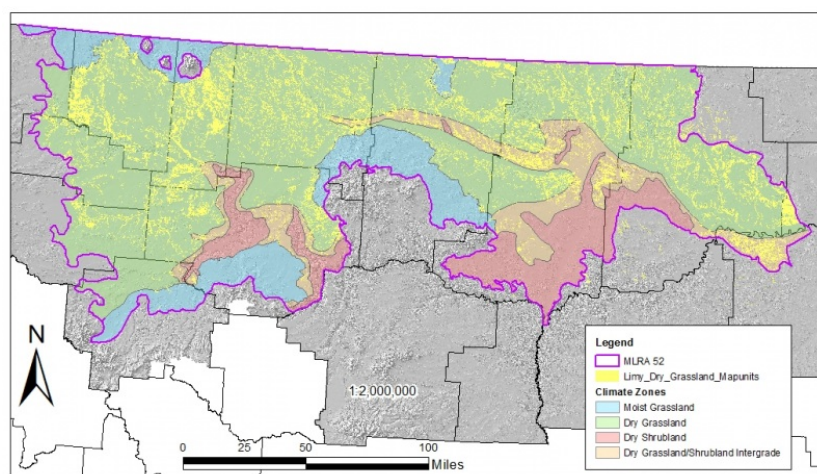 N
1:2,000,000
0 50 100
Miles
Legend
MLRA 52
Limy_Dry_Grassland_Mapunits
Climate Zones
Moist Grassland
Dry Grassland
Dry Shrubland
Dry Grassland/Shrubland Intergrade